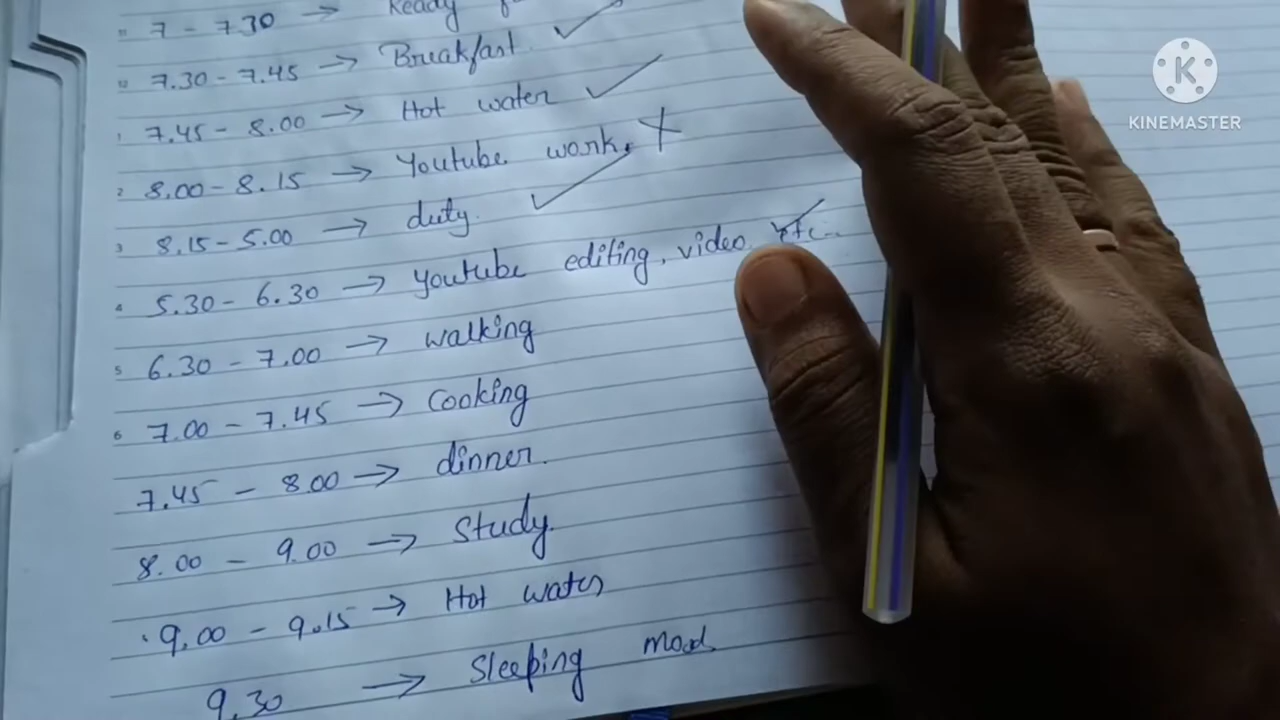 7 - 7.30 → Ready
7.30 - 7.45 → Breakfast
7.45 - 8.00 → Hot water
8.00 - 8.15 → Youtube work.
8.15 - 5.00 → duty.
5.30 - 6.30 → youtube editing, video etc..
6.30 - 7.00 → walking
7.00 - 7.45 → cooking
7.45 - 8.00 → dinner.
8.00 - 9.00 → Study.
9.00 - 9.15 → Hot water
9.30 → Sleeping mood
KINEMASTER